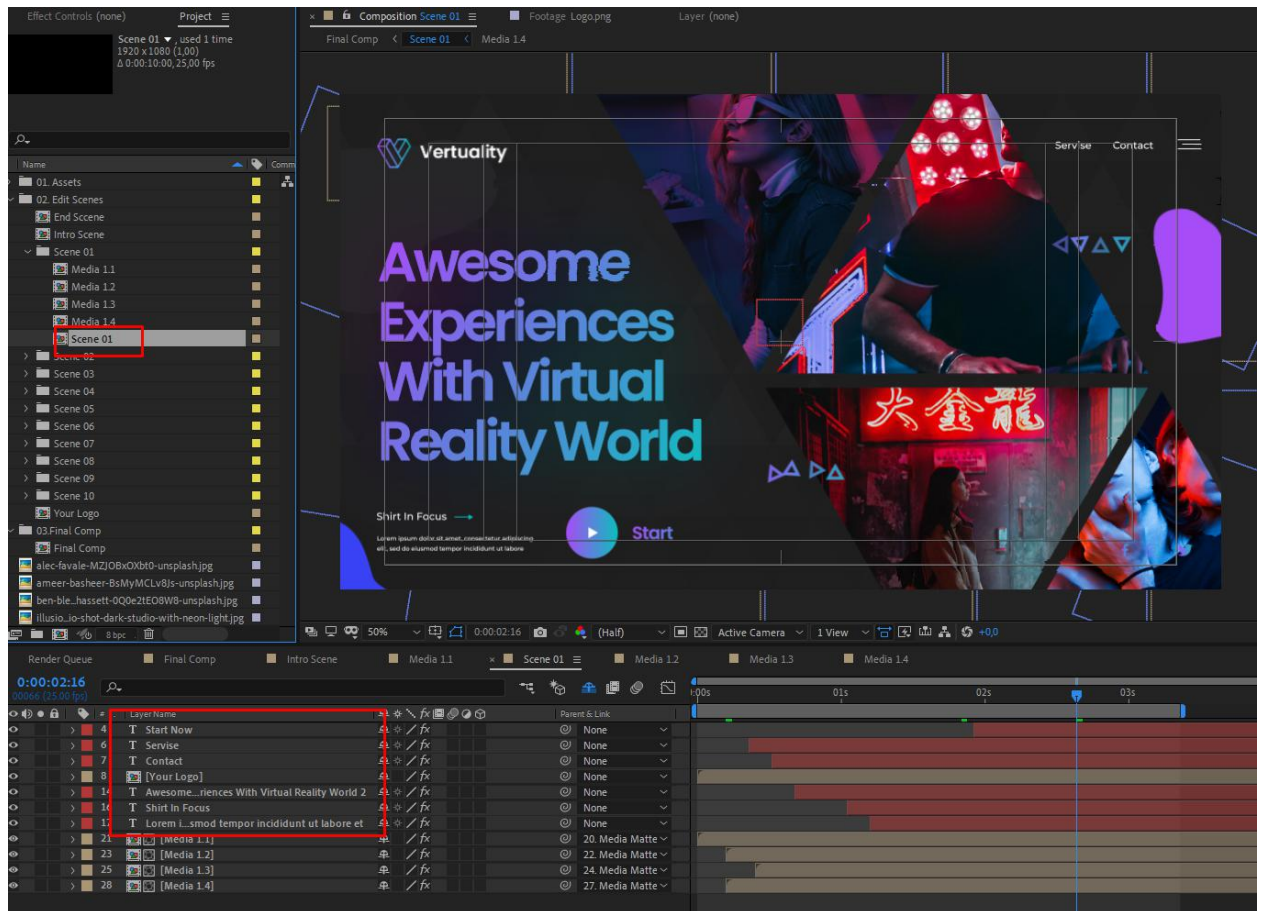 Effect Controls (none)
Project
Scene 01 , used 1 time
1920 x 1080 (1,00)
Δ 0:00:10:00, 25,00 fps
Name
Comm
01. Assets
02. Edit Scenes
End Sccene
Intro Scene
Scene 01
Media 1.1
Media 1.2
Media 1.3
Media 1.4
Scene 01
Scene 02
Scene 03
Scene 04
Scene 05
Scene 06
Scene 07
Scene 08
Scene 09
Scene 10
Your Logo
03.Final Comp
Final Comp
alec-favale-MZJOBxOXbt0-unsplash.jpg
ameer-basheer-BsMyMCLv8Js-unsplash.jpg
ben-ble...hassett-0Q0e2tEO8W8-unsplash.jpg
illusio...io-shot-dark-studio-with-neon-light.jpg
8 bpc
Composition Scene 01
Footage Logo.png
Layer (none)
Final Comp
Scene 01
Media 1.4
Vertuality
Servise
Contact
Awesome
Experiences
With Virtual
Reality World
大金龍
Shirt In Focus
Lorem ipsum dolor sit amet, consectetur adipiscing
elit, sed do eiusmod tempor incididunt ut labore
Start
50%
0:00:02:16
(Half)
Active Camera
1 View
+0,0
Render Queue
Final Comp
Intro Scene
Media 1.1
Scene 01
Media 1.2
Media 1.3
Media 1.4
0:00:02:16
00066 (25.00 fps)
:00s
01s
02s
03s
#
Layer Name
fx
Parent & Link
4 T Start Now None
6 T Servise None
7 T Contact None
8 [Your Logo] None
14 T Awesome...riences With Virtual Reality World 2 None
16 T Shirt In Focus None
17 T Lorem i...smod tempor incididunt ut labore et None
21 [Media 1.1] 20. Media Matte
23 [Media 1.2] 22. Media Matte
25 [Media 1.3] 24. Media Matte
28 [Media 1.4] 27. Media Matte